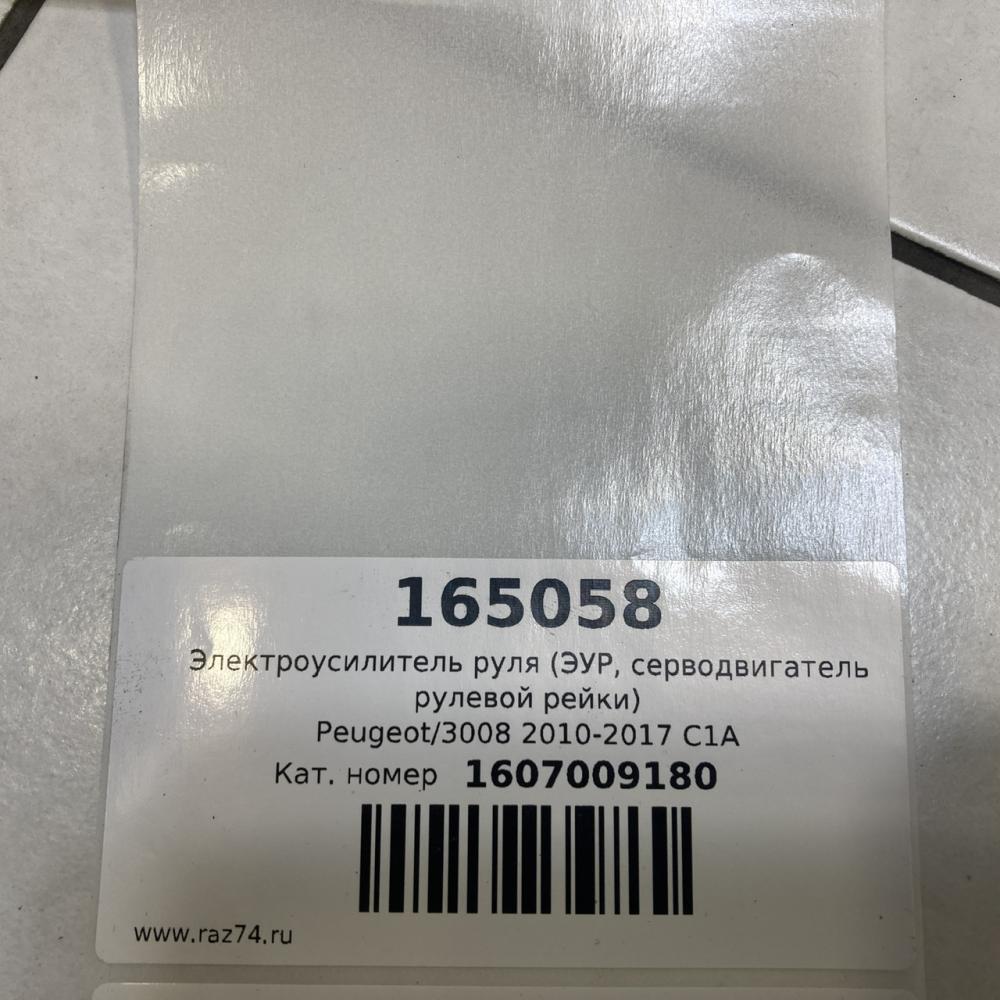 165058
Электроусилитель руля (ЭУР, серводвигатель
рулевой рейки)
Peugeot/3008 2010-2017 C1A
Кат. номер 1607009180
www.raz74.ru